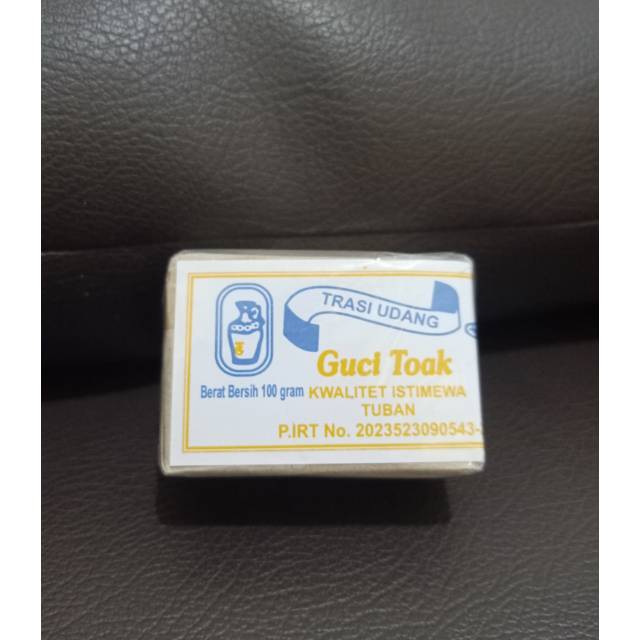 TRASI UDANG
Guci Toak
Berat Bersih 100 gram
KWALITET ISTIMEWA
TUBAN
P.IRT No. 2023523090543-